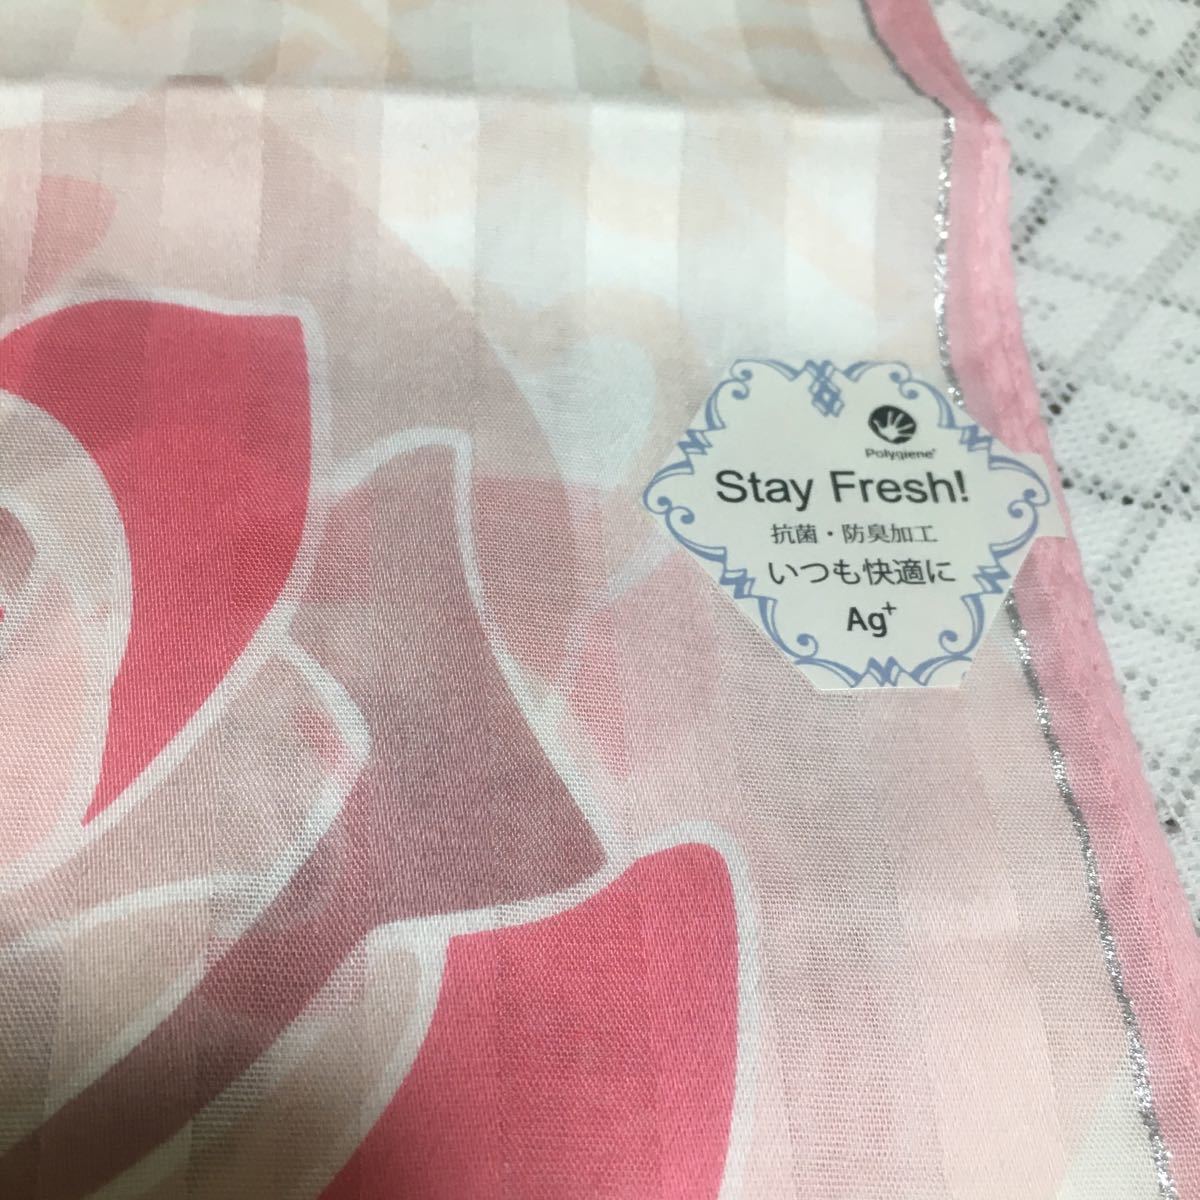 Polygiene®
Stay Fresh!
抗菌・防臭加工
いつも快適に
Ag+